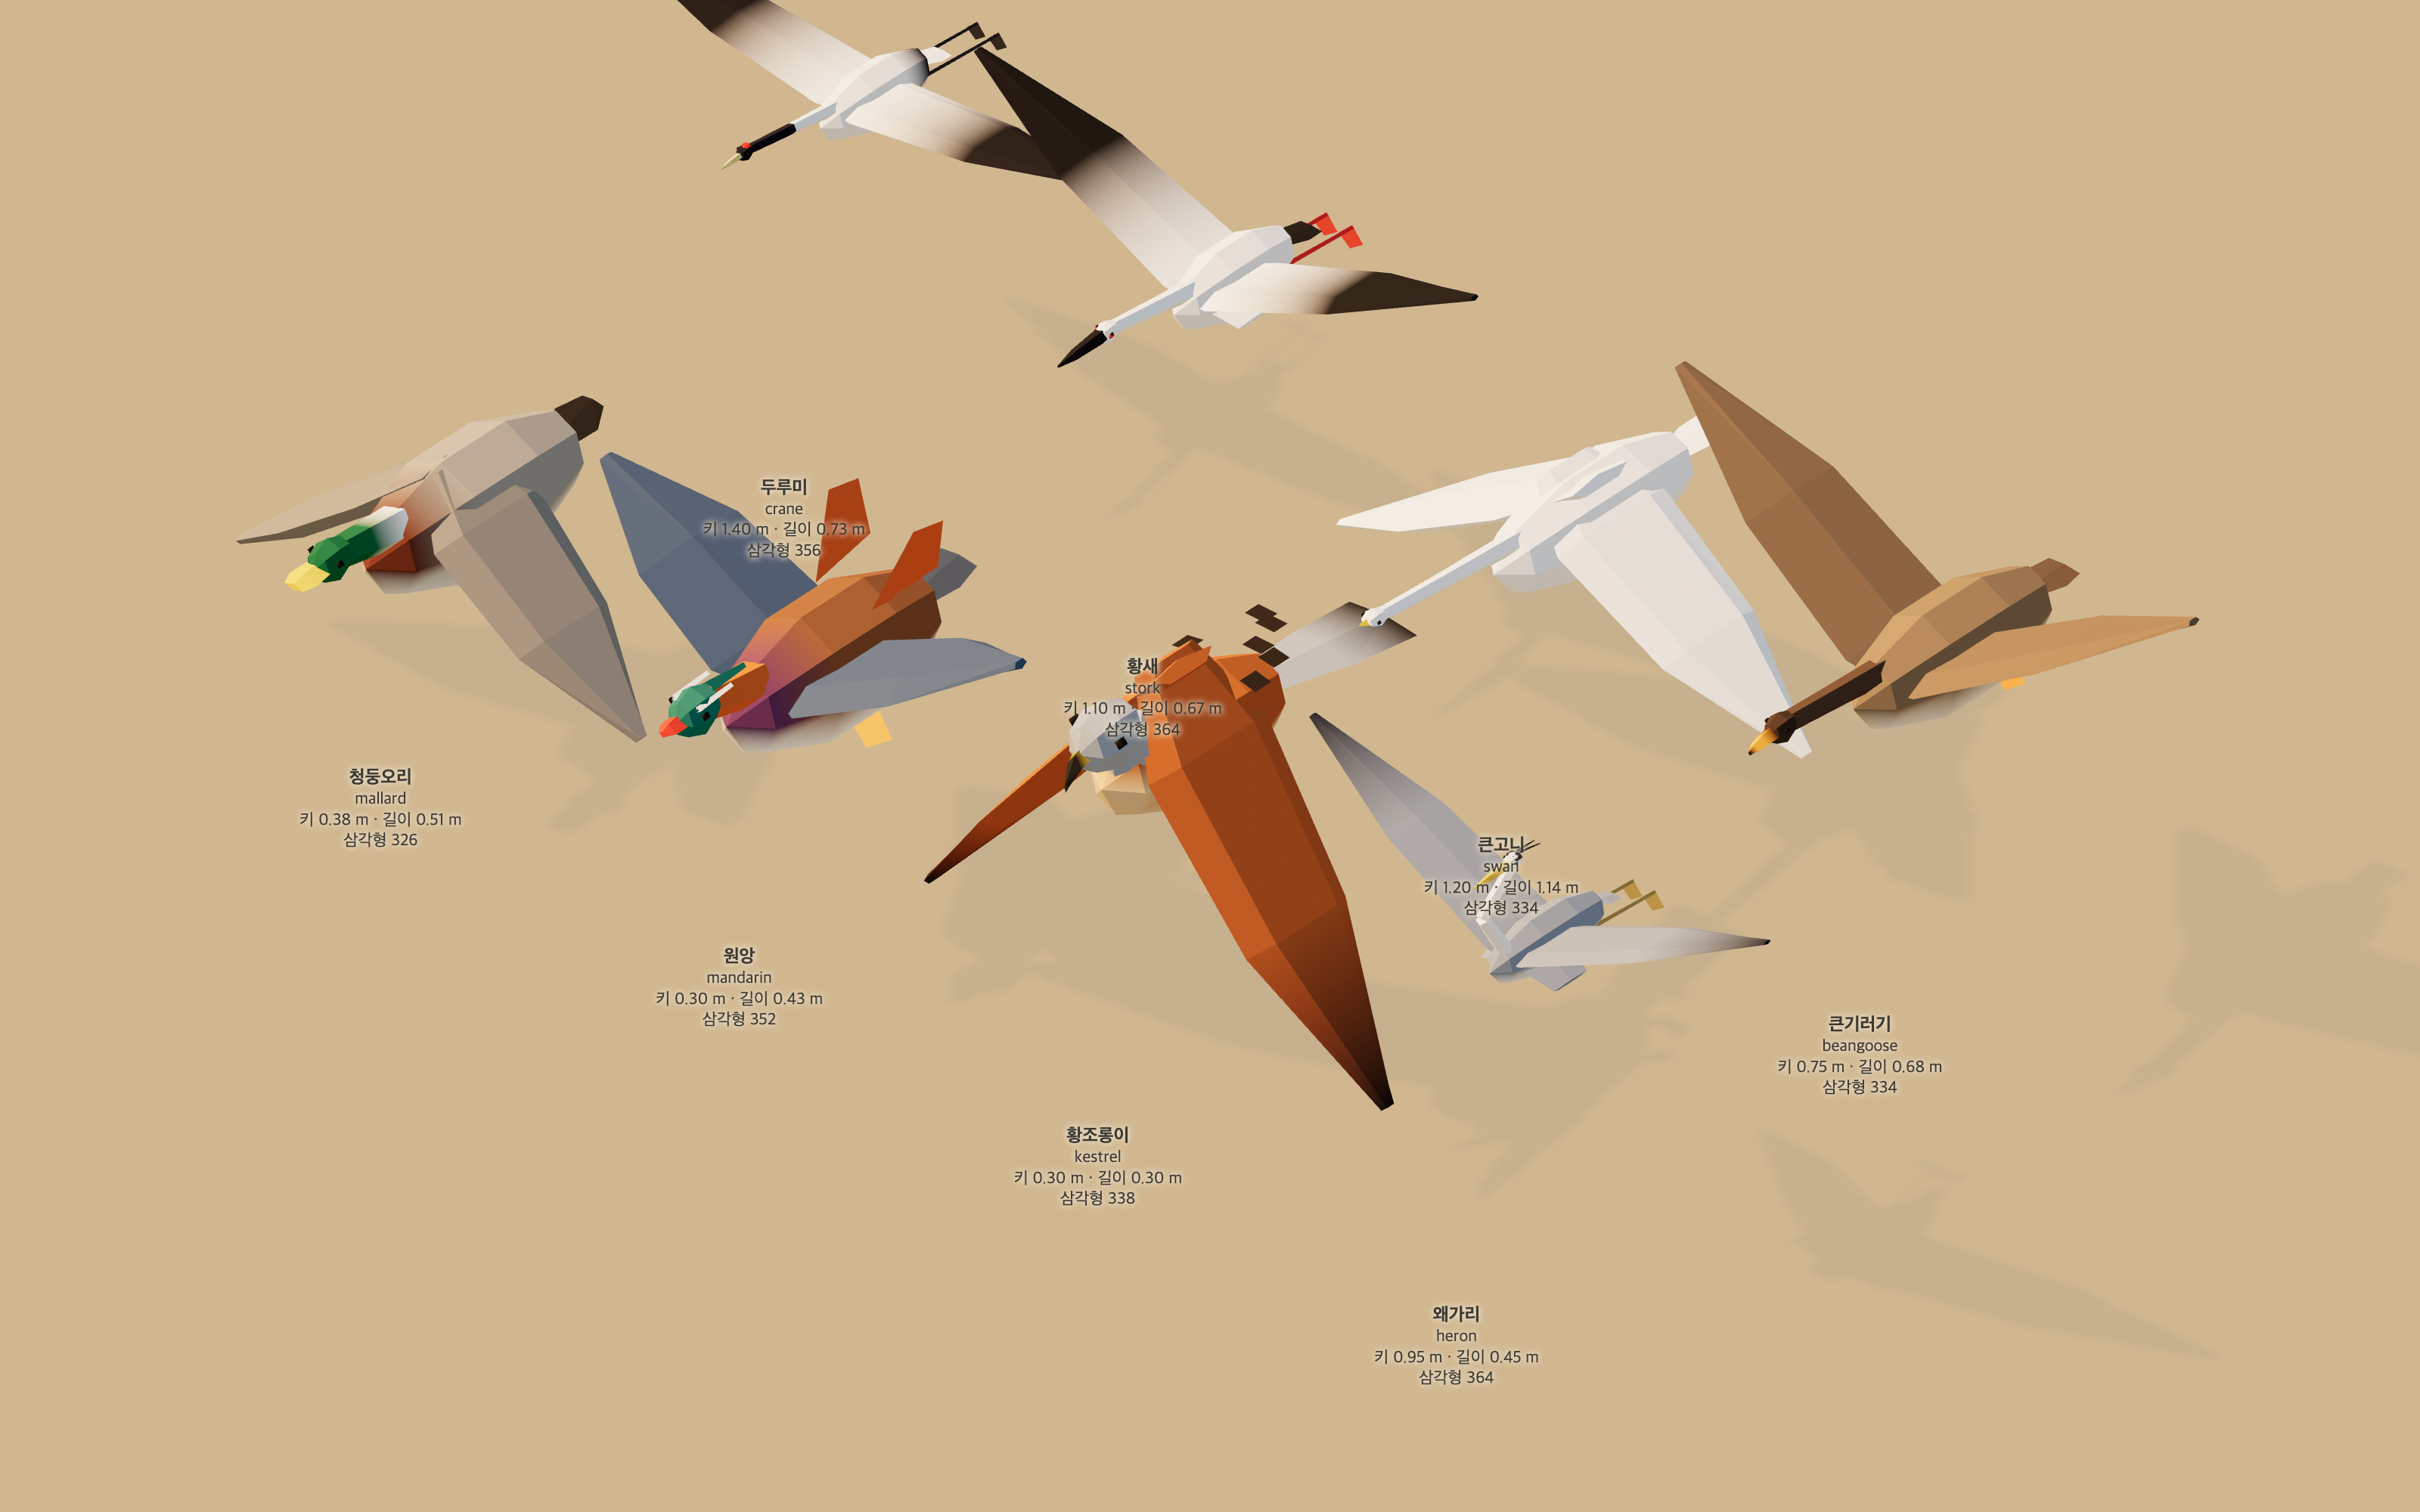 두루미
crane
키 1.40 m · 길이 0.73 m
삼각형 356
황새
stork
키 1.10 m · 길이 0.67 m
삼각형 364
청둥오리
mallard
키 0.38 m · 길이 0.51 m
삼각형 326
큰고니
swan
키 1.20 m · 길이 1.14 m
삼각형 334
원앙
mandarin
키 0.30 m · 길이 0.43 m
삼각형 352
큰기러기
beangoose
키 0.75 m · 길이 0.68 m
삼각형 334
황조롱이
kestrel
키 0.30 m · 길이 0.30 m
삼각형 338
왜가리
heron
키 0.95 m · 길이 0.45 m
삼각형 364